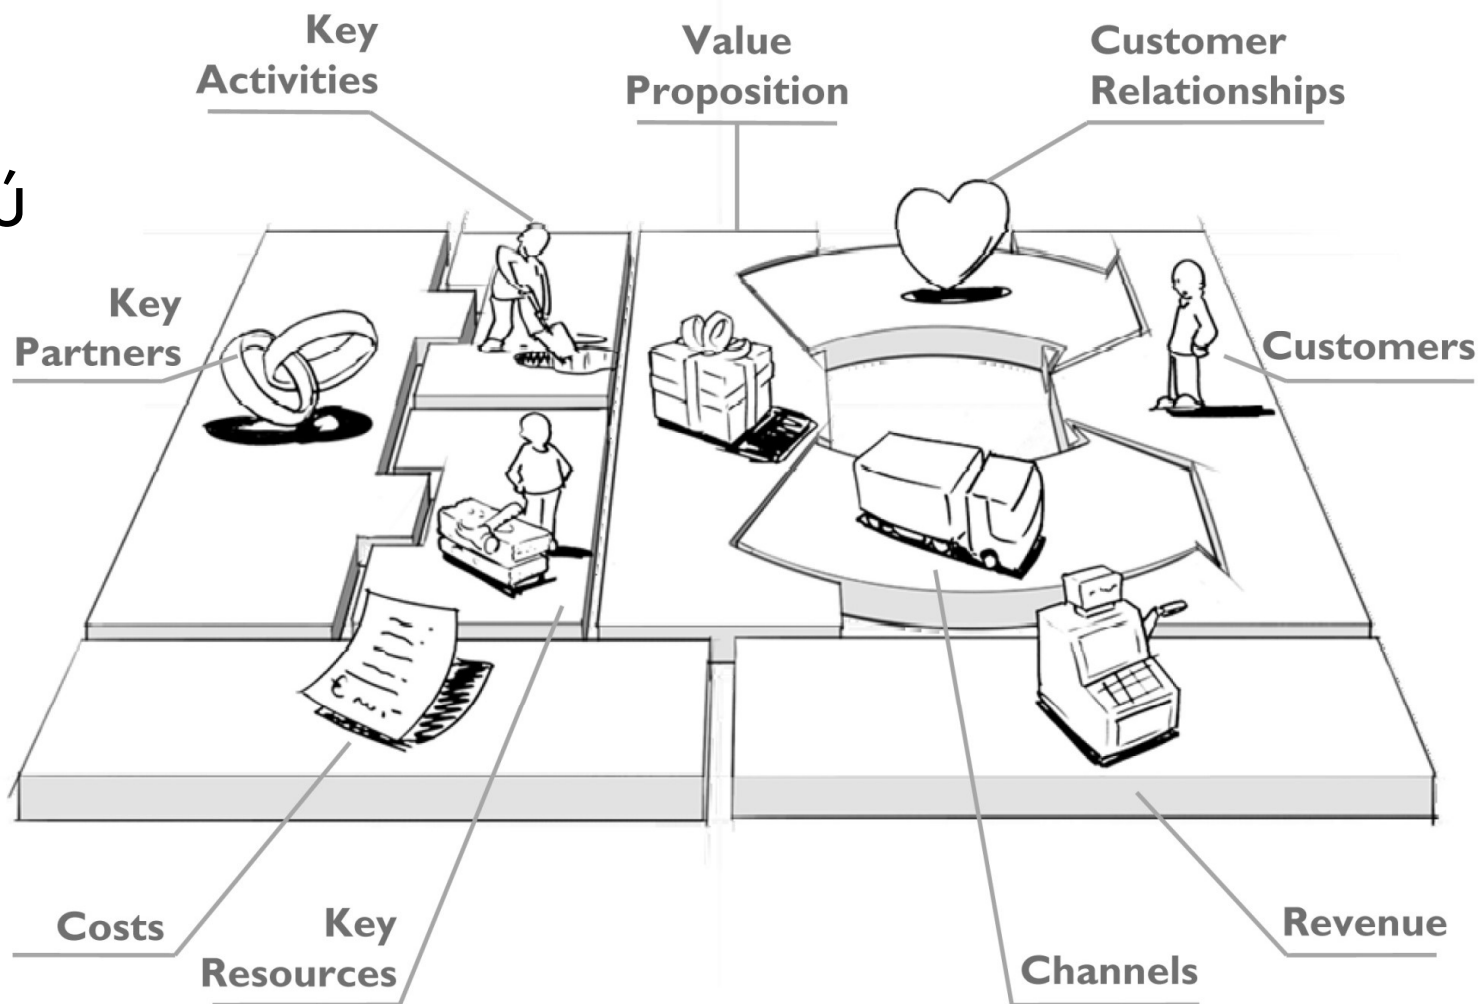 Key
Activities
Value
Proposition
Customer
Relationships
ú
Key
Partners
Customers
Costs
Key
Resources
Channels
Revenue